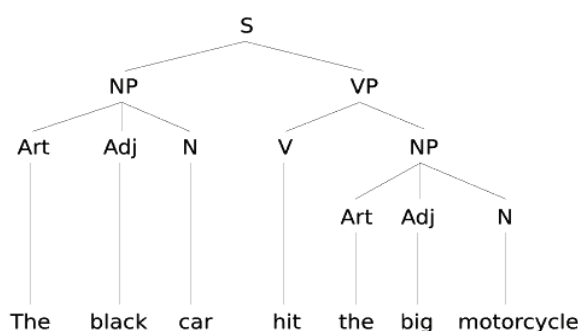 S
NP VP
Art Adj N V NP
Art Adj N
The black car hit the big motorcycle